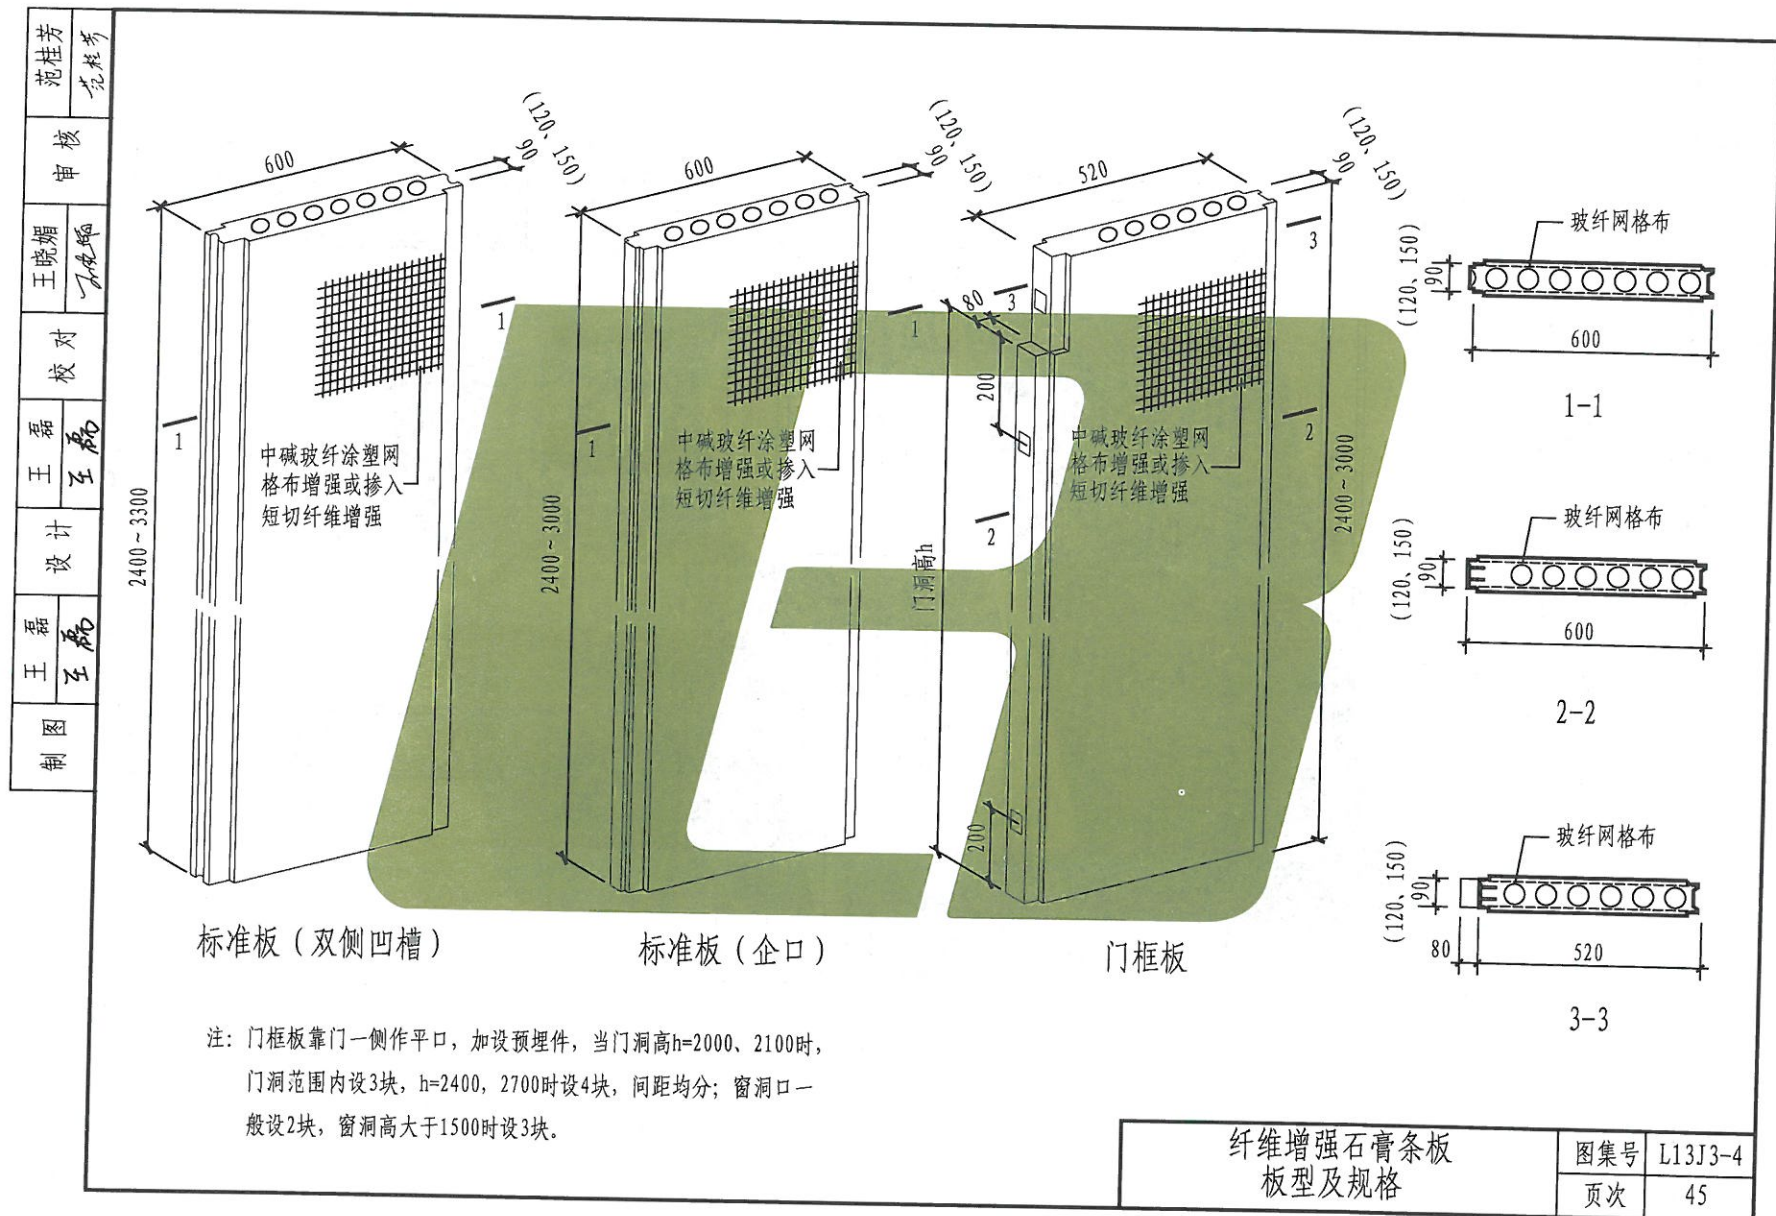 范桂芳
范桂芳
审核
王晓媚
王晓媚
校对
王磊
王磊
设计
王磊
王磊
制图
600
90
(120、150)
2400~3300
1
1
中碱玻纤涂塑网
格布增强或掺入
短切纤维增强
标准板（双侧凹槽）
600
90
(120、150)
2400~3000
1
1
中碱玻纤涂塑网
格布增强或掺入
短切纤维增强
标准板（企口）
520
90
(120、150)
3
3
80
200
2
2
门洞高h
200
2400~3000
中碱玻纤涂塑网
格布增强或掺入
短切纤维增强
门框板
玻纤网格布
(120、150)
90
600
1-1
玻纤网格布
(120、150)
90
600
2-2
玻纤网格布
(120、150)
90
80
520
3-3
注：门框板靠门一侧作平口，加设预埋件，当门洞高h=2000、2100时，
门洞范围内设3块，h=2400，2700时设4块，间距均分；窗洞口一
般设2块，窗洞高大于1500时设3块。
纤维增强石膏条板
板型及规格
图集号 L13J3-4
页次 45